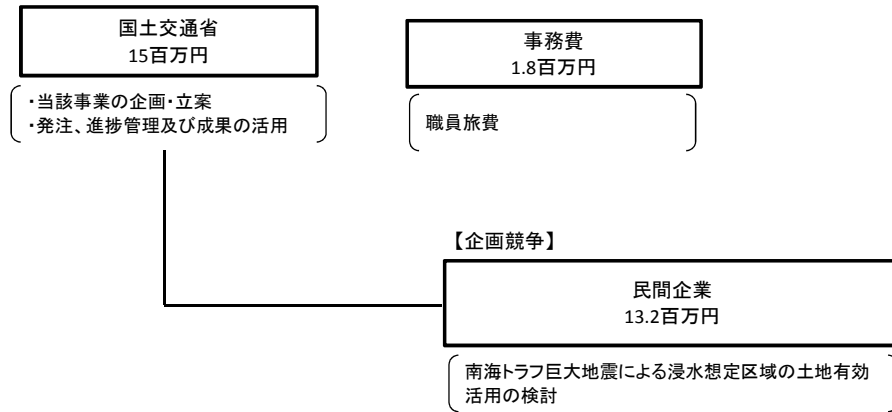 国土交通省
15百万円
・当該事業の企画・立案
・発注、進捗管理及び成果の活用
事務費
1.8百万円
職員旅費
【企画競争】
民間企業
13.2百万円
南海トラフ巨大地震による浸水想定区域の土地有効
活用の検討